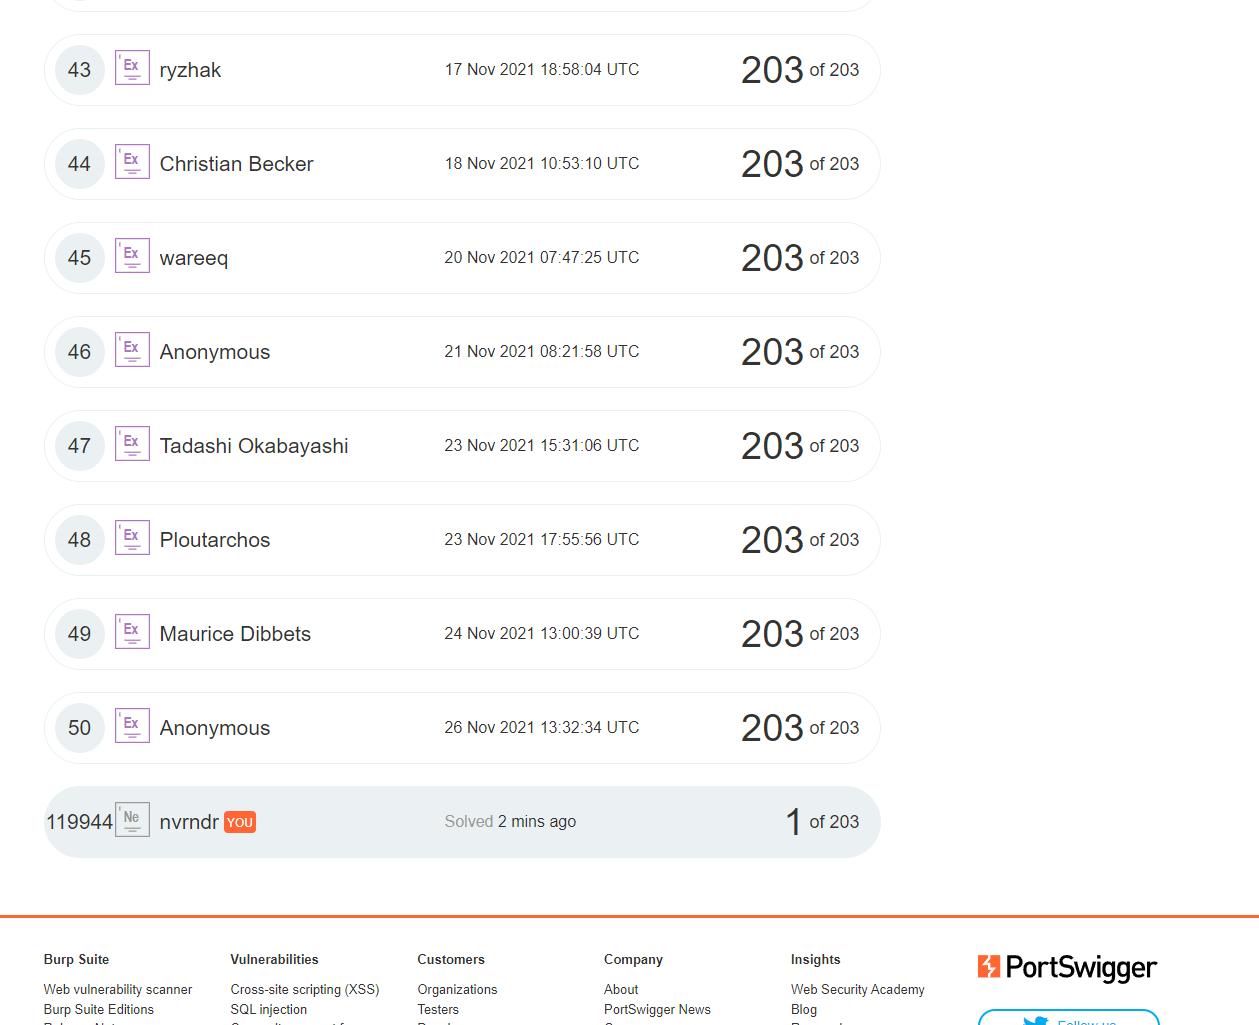 43 Ex ryzhak 17 Nov 2021 18:58:04 UTC 203 of 203
44 Ex Christian Becker 18 Nov 2021 10:53:10 UTC 203 of 203
45 Ex wareeq 20 Nov 2021 07:47:25 UTC 203 of 203
46 Ex Anonymous 21 Nov 2021 08:21:58 UTC 203 of 203
47 Ex Tadashi Okabayashi 23 Nov 2021 15:31:06 UTC 203 of 203
48 Ex Ploutarchos 23 Nov 2021 17:55:56 UTC 203 of 203
49 Ex Maurice Dibbets 24 Nov 2021 13:00:39 UTC 203 of 203
50 Ex Anonymous 26 Nov 2021 13:32:34 UTC 203 of 203
119944 Ne nvrndr YOU Solved 2 mins ago 1 of 203
Burp Suite
Web vulnerability scanner
Burp Suite Editions
Vulnerabilities
Cross-site scripting (XSS)
SQL injection
Customers
Organizations
Testers
Company
About
PortSwigger News
Insights
Web Security Academy
Blog
PortSwigger
Follow us